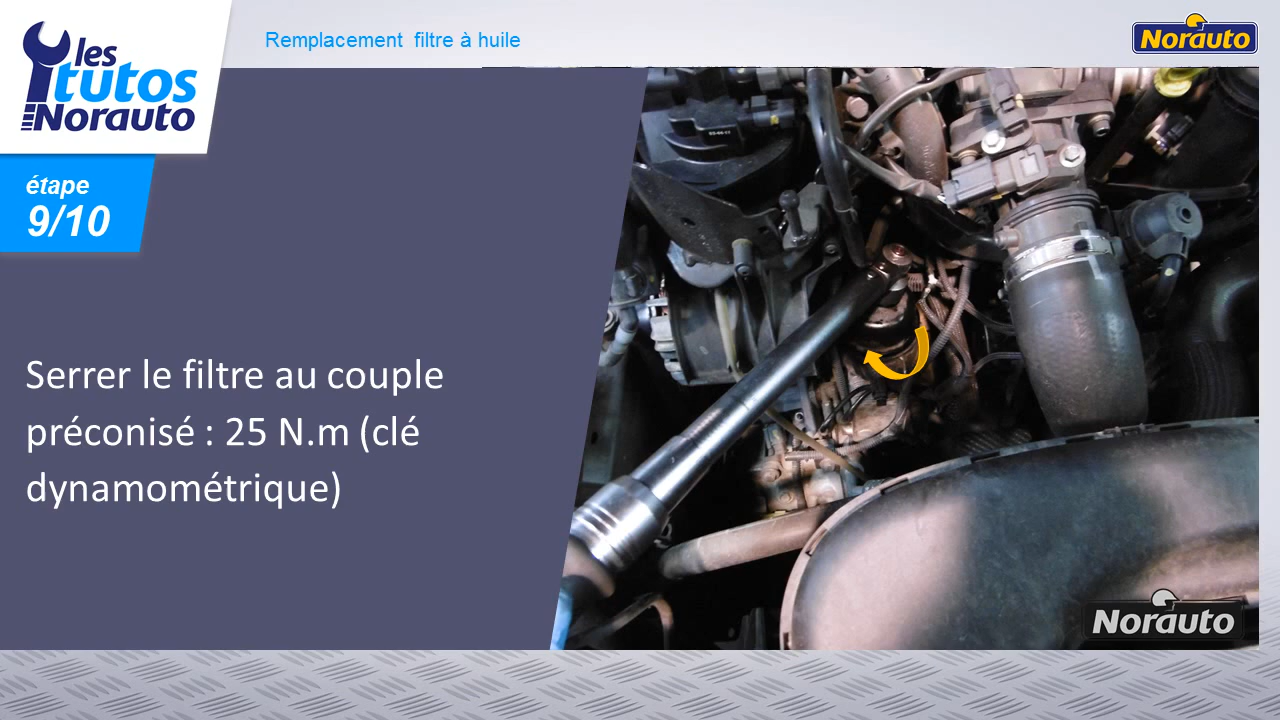 les
tutos
Norauto
Remplacement filtre à huile
Norauto
étape
9/10
Serrer le filtre au couple
préconisé : 25 N.m (clé
dynamométrique)
Norauto